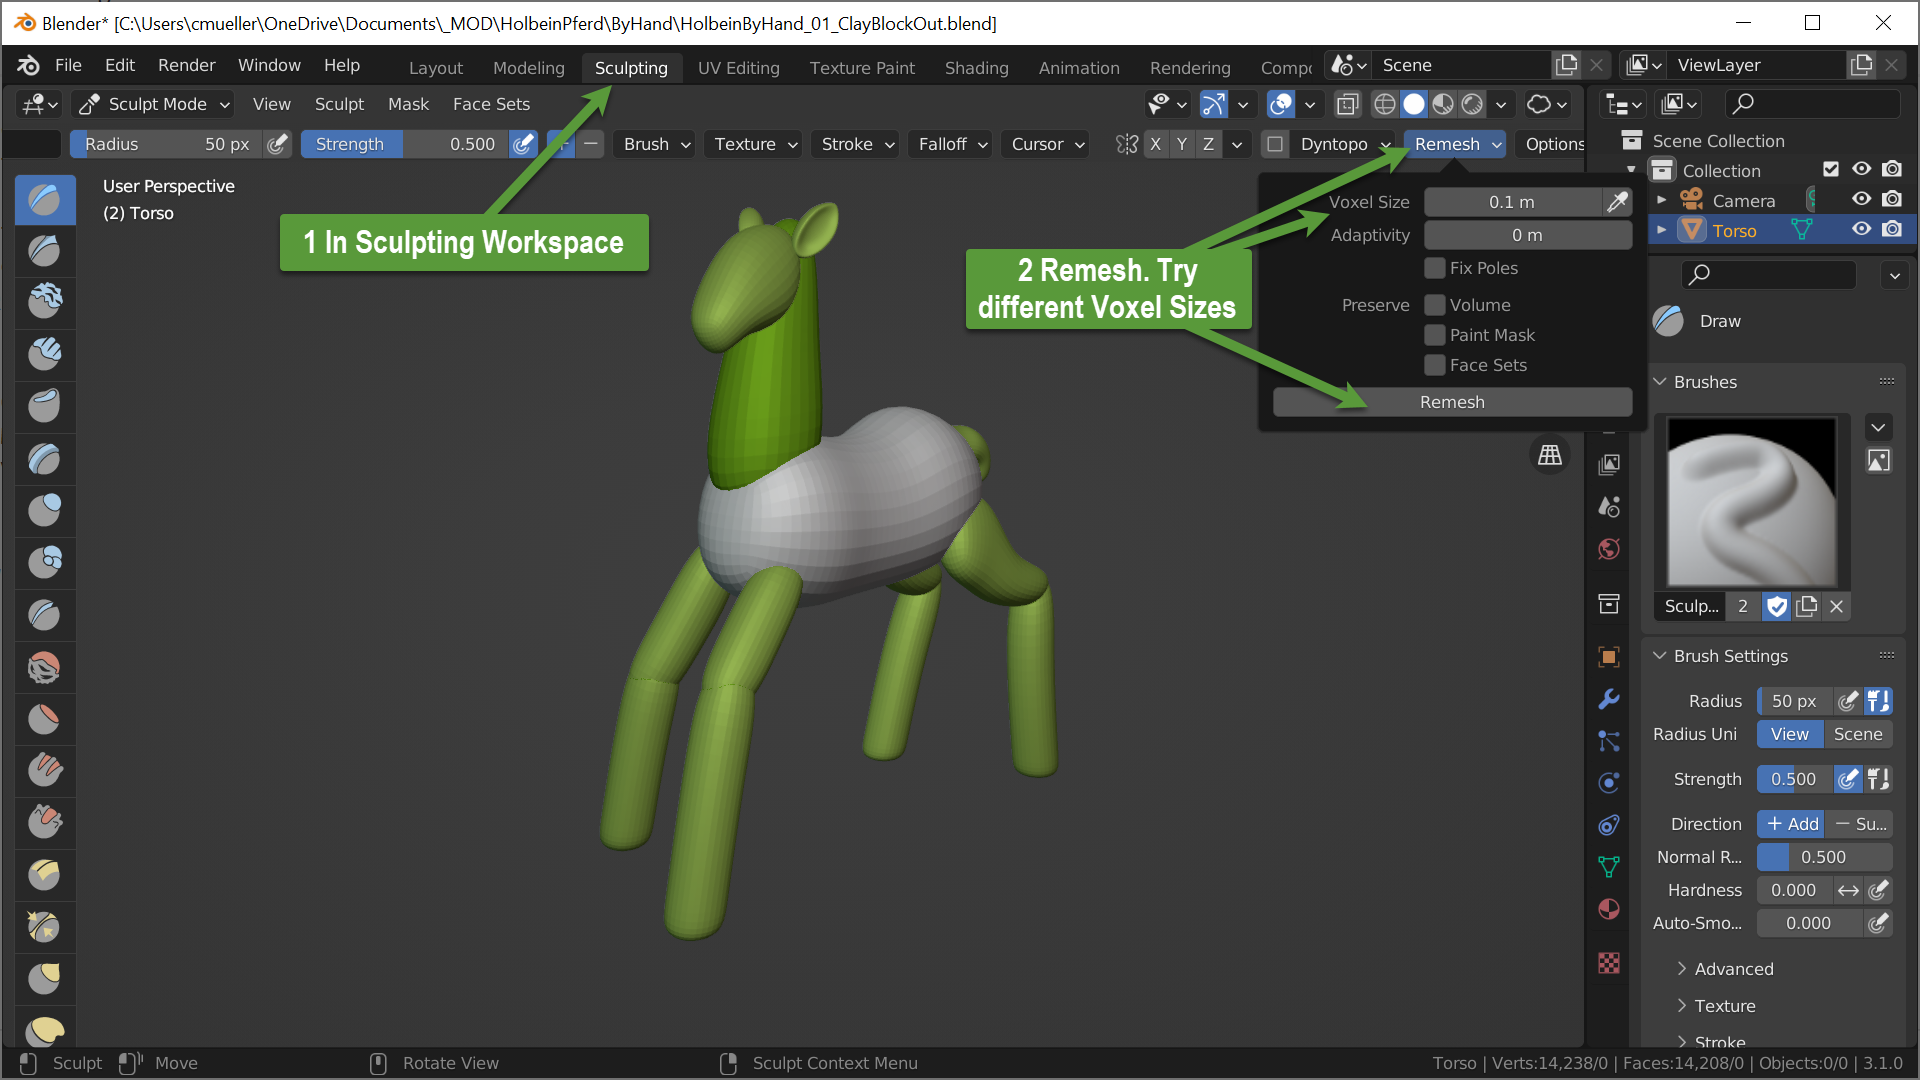 Blender* [C:\Users\cmueller\OneDrive\Documents\_MOD\HolbeinPferd\ByHand\HolbeinByHand_01_ClayBlockOut.blend]
File Edit Render Window Help Layout Modeling Sculpting UV Editing Texture Paint Shading Animation Rendering Compo Scene ViewLayer
Sculpt Mode View Sculpt Mask Face Sets
Radius 50 px Strength 0.500 Brush Texture Stroke Falloff Cursor X Y Z Dyntopo Remesh Options
User Perspective
(2) Torso
1 In Sculpting Workspace
2 Remesh. Try
different Voxel Sizes
Voxel Size 0.1 m
Adaptivity 0 m
Fix Poles
Preserve Volume
Paint Mask
Face Sets
Remesh
Scene Collection
Collection
Camera
Torso
Draw
Brushes
Sculp... 2
Brush Settings
Radius 50 px
Radius Uni View Scene
Strength 0.500
Direction + Add − Su...
Normal R... 0.500
Hardness 0.000
Auto-Smo... 0.000
Advanced
Texture
Stroke
Sculpt Move Rotate View Sculpt Context Menu Torso | Verts:14,238/0 | Faces:14,208/0 | Objects:0/0 | 3.1.0